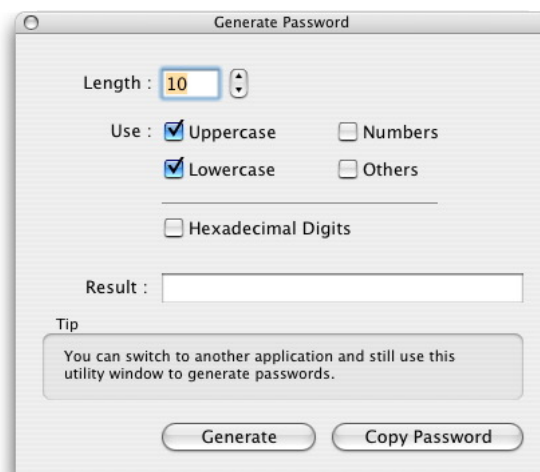 Generate Password
Length : 10
Use : Uppercase Numbers
Lowercase Others
Hexadecimal Digits
Result :
Tip
You can switch to another application and still use this
utility window to generate passwords.
Generate Copy Password